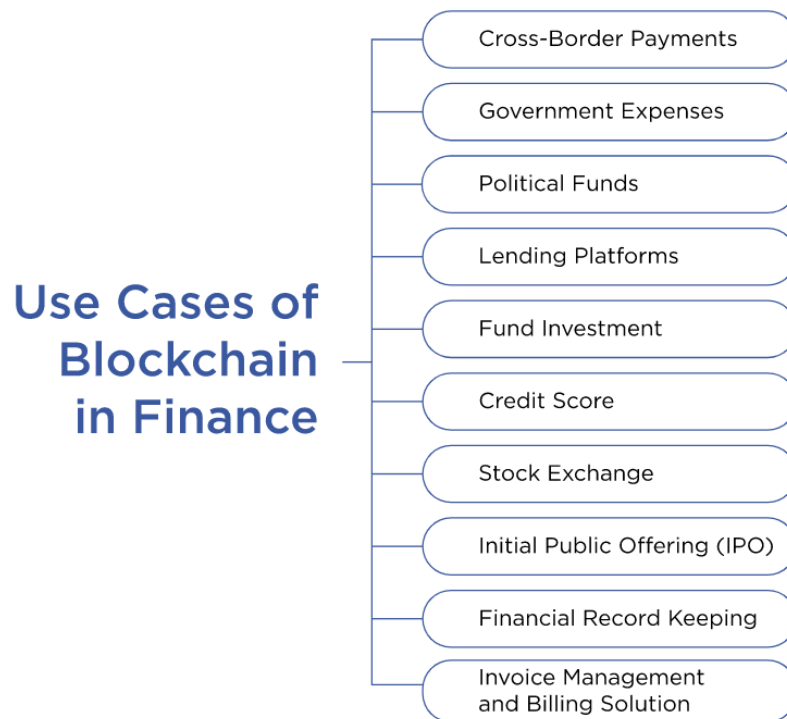 Use Cases of
Blockchain
in Finance
Cross-Border Payments
Government Expenses
Political Funds
Lending Platforms
Fund Investment
Credit Score
Stock Exchange
Initial Public Offering (IPO)
Financial Record Keeping
Invoice Management
and Billing Solution